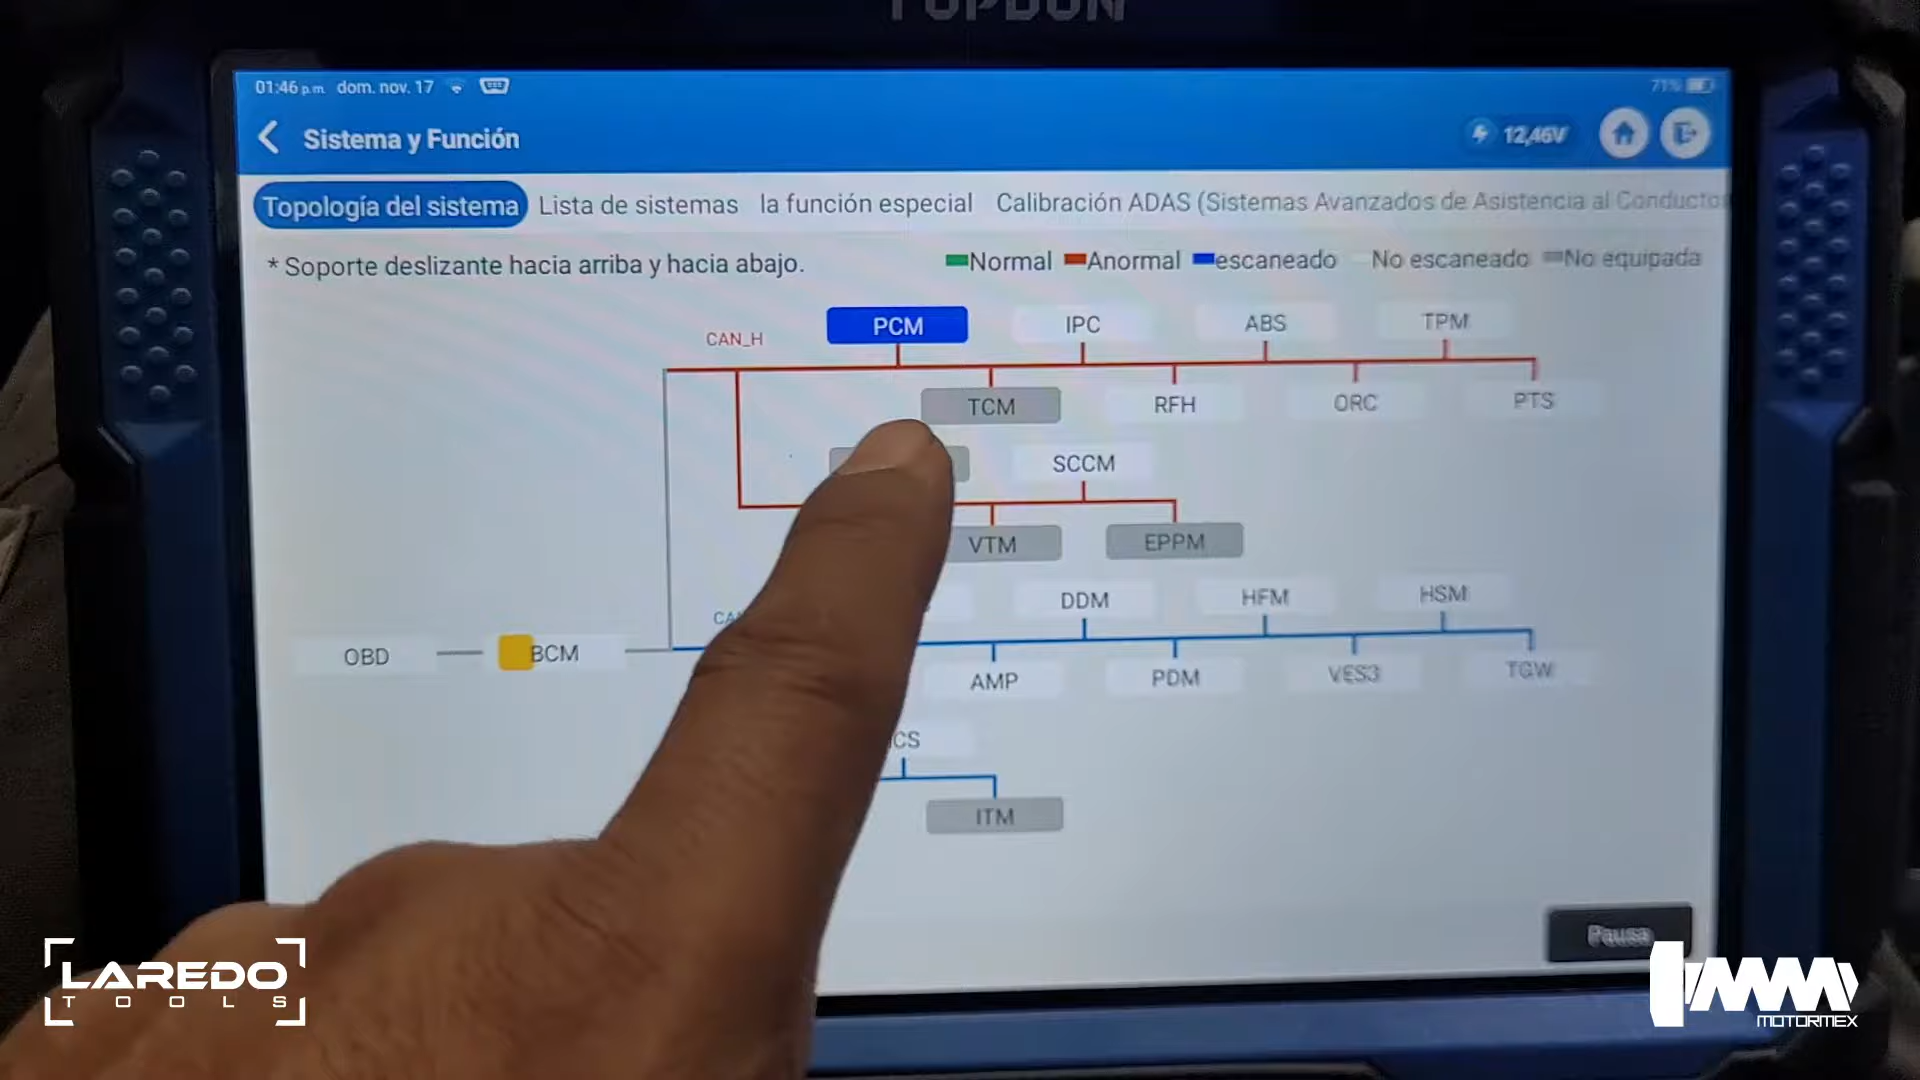 TOPDON
01:46 p.m. dom. nov. 17
71%
Sistema y Función
12,46V
Topología del sistema
Lista de sistemas
la función especial
Calibración ADAS (Sistemas Avanzados de Asistencia al Conductor
* Soporte deslizante hacia arriba y hacia abajo.
Normal
Anormal
escaneado
No escaneado
No equipada
CAN_H
PCM
IPC
ABS
TPM
TCM
RFH
ORC
PTS
SCCM
VTM
EPPM
DDM
HFM
HSM
OBD
BCM
AMP
PDM
VES3
TGW
ITM
Pausa
LAREDO
TOOLS
MOTORMEX